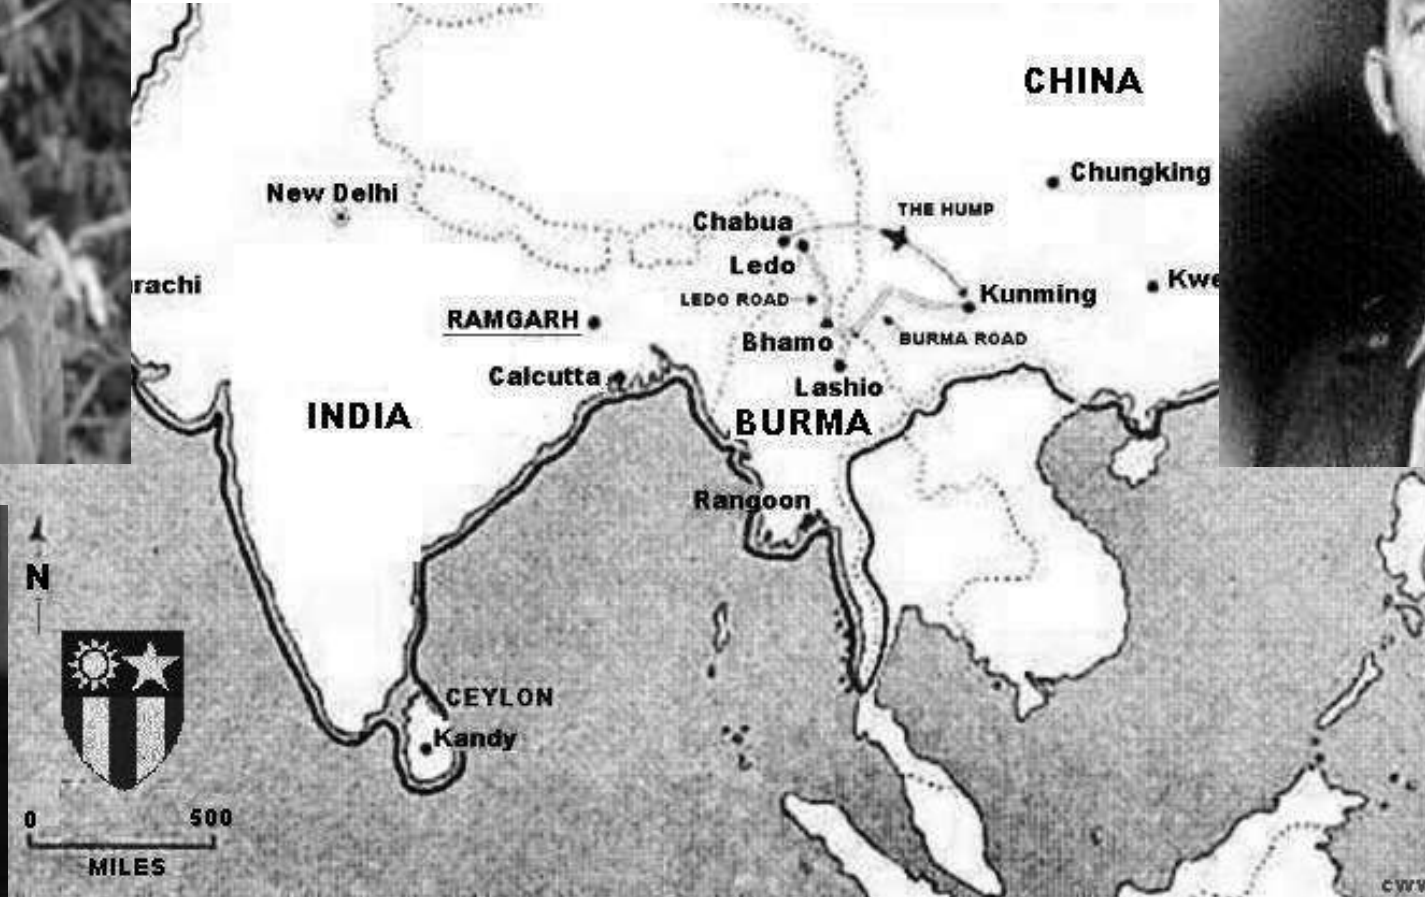 CHINA
Chungking
New Delhi
THE HUMP
Chabua
Ledo
rachi
Kwe
Kunming
LEDO ROAD
RAMGARH
BURMA ROAD
Bhamo
Calcutta
Lashio
INDIA
BURMA
Rangoon
N
CEYLON
Kandy
0 500
MILES